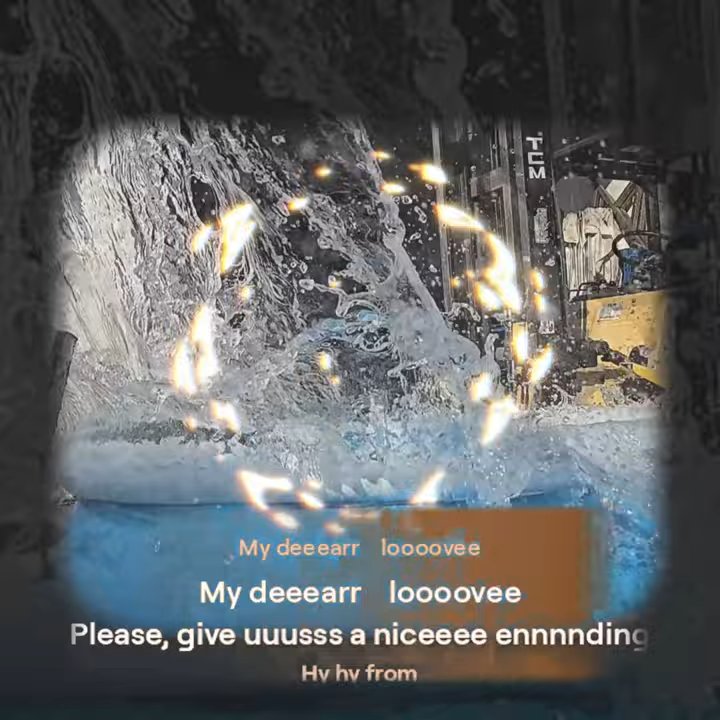 TCM
My deeearr loooovee
My deeearr loooovee
Please, give uuusss a niceeee ennnnding
Hy hy from